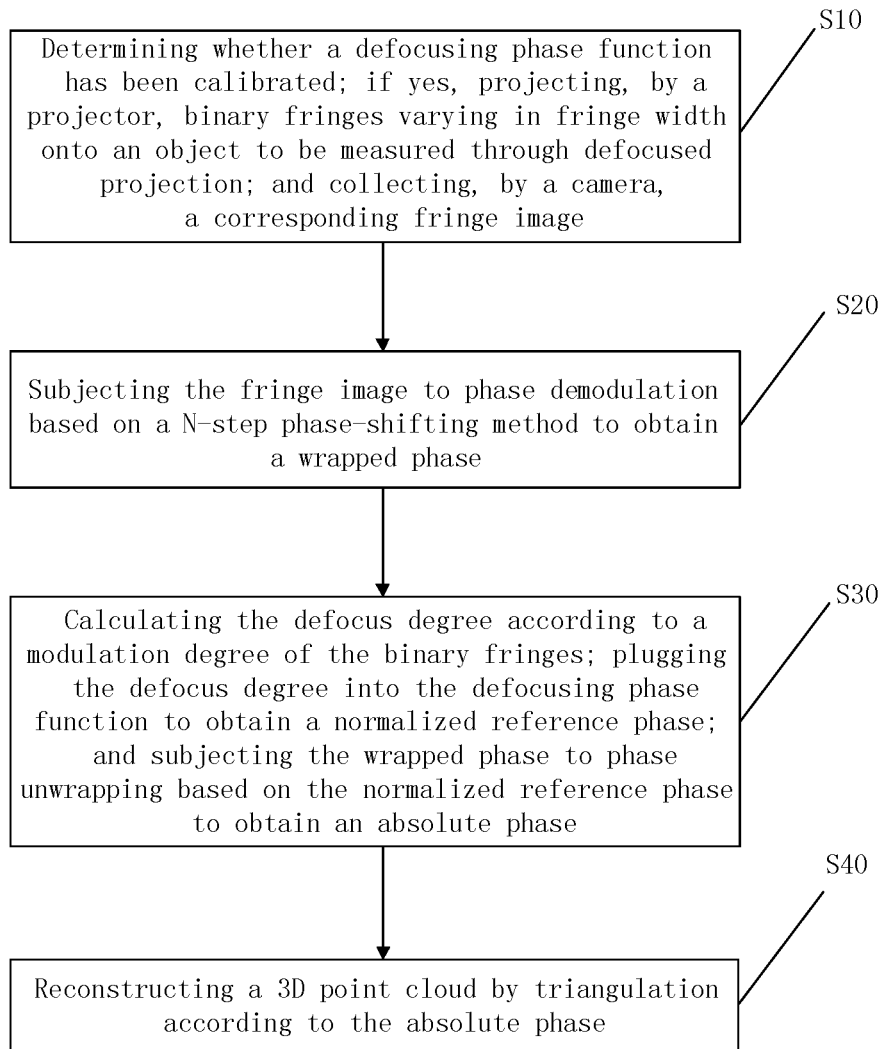 S10
Determining whether a defocusing phase function
has been calibrated; if yes, projecting, by a
projector, binary fringes varying in fringe width
onto an object to be measured through defocused
projection; and collecting, by a camera,
a corresponding fringe image
S20
Subjecting the fringe image to phase demodulation
based on a N-step phase-shifting method to obtain
a wrapped phase
S30
Calculating the defocus degree according to a
modulation degree of the binary fringes; plugging
the defocus degree into the defocusing phase
function to obtain a normalized reference phase;
and subjecting the wrapped phase to phase
unwrapping based on the normalized reference phase
to obtain an absolute phase
S40
Reconstructing a 3D point cloud by triangulation
according to the absolute phase